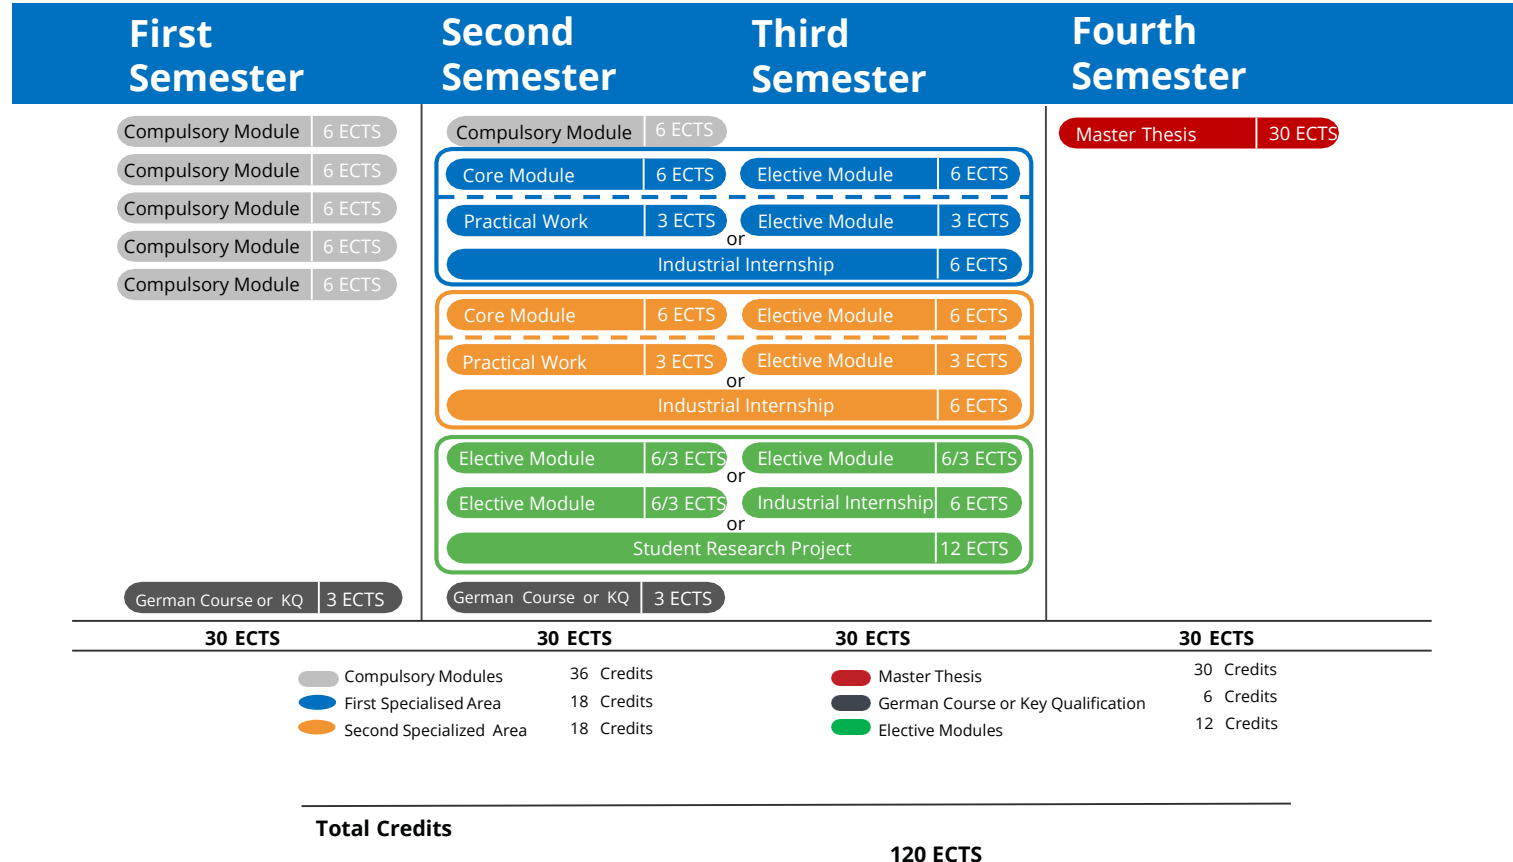 First Semester
Second Semester
Third Semester
Fourth Semester
Compulsory Module 6 ECTS
Compulsory Module 6 ECTS
Compulsory Module 6 ECTS
Compulsory Module 6 ECTS
Compulsory Module 6 ECTS
German Course or KQ 3 ECTS
Compulsory Module 6 ECTS
Core Module 6 ECTS Elective Module 6 ECTS
Practical Work 3 ECTS Elective Module 3 ECTS
or
Industrial Internship 6 ECTS
Core Module 6 ECTS Elective Module 6 ECTS
Practical Work 3 ECTS Elective Module 3 ECTS
or
Industrial Internship 6 ECTS
Elective Module 6/3 ECTS Elective Module 6/3 ECTS
or
Elective Module 6/3 ECTS Industrial Internship 6 ECTS
or
Student Research Project 12 ECTS
German Course or KQ 3 ECTS
Master Thesis 30 ECTS
30 ECTS 30 ECTS 30 ECTS 30 ECTS
Compulsory Modules 36 Credits
First Specialised Area 18 Credits
Second Specialized Area 18 Credits
Master Thesis 30 Credits
German Course or Key Qualification 6 Credits
Elective Modules 12 Credits
Total Credits
120 ECTS